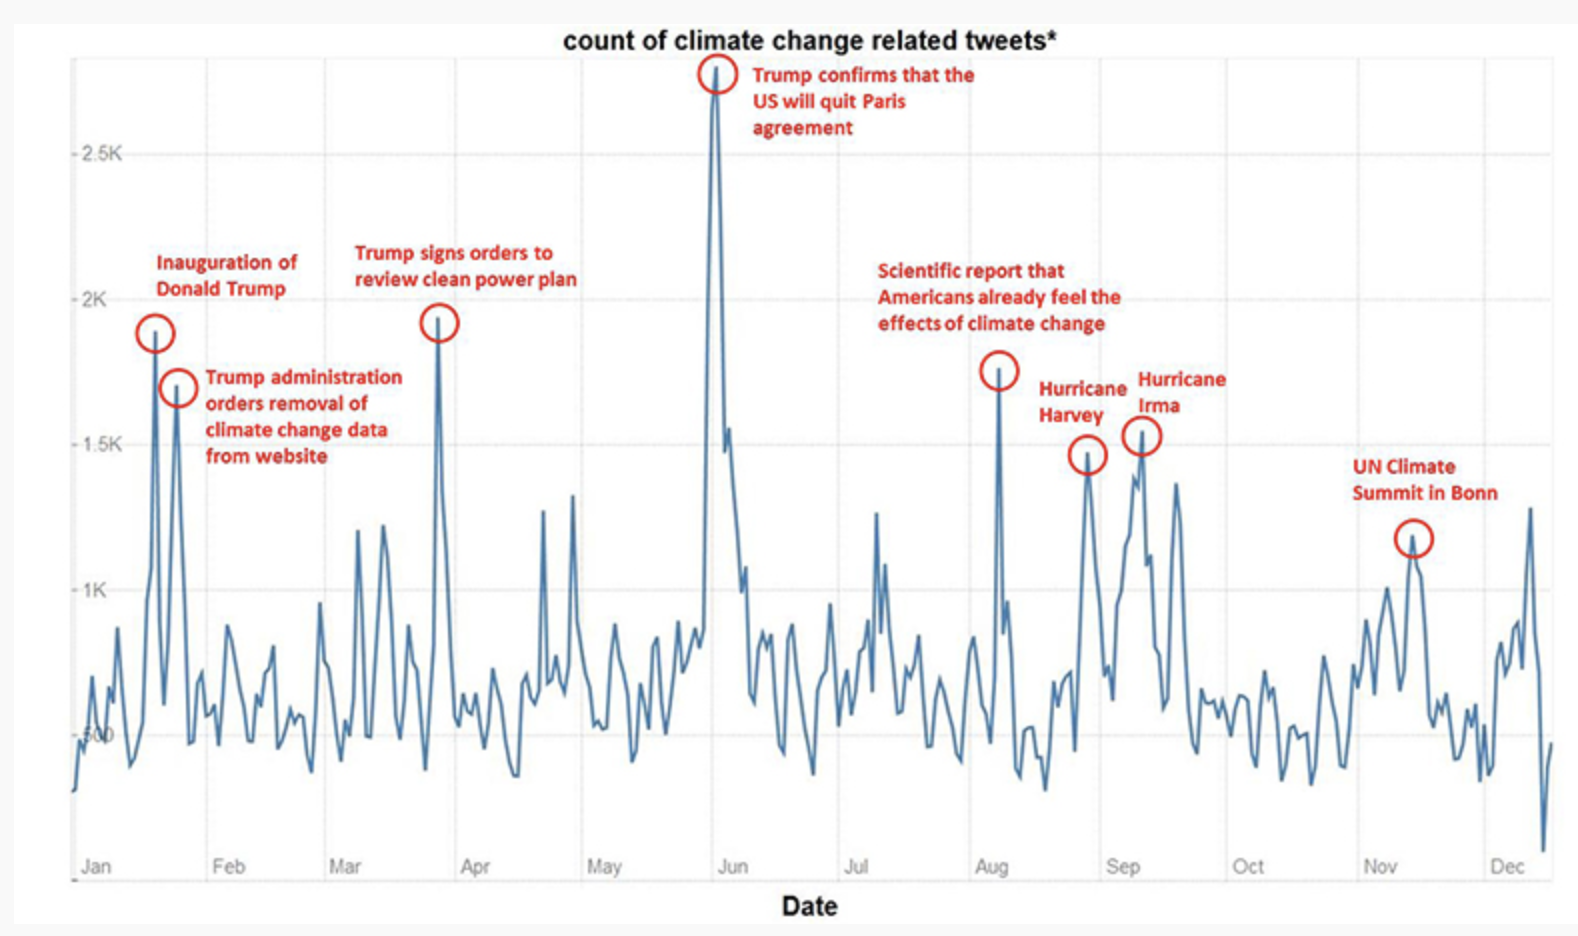 count of climate change related tweets*
Trump confirms that the
US will quit Paris
agreement
2.5K
Inauguration of
Donald Trump
Trump signs orders to
review clean power plan
Scientific report that
Americans already feel the
effects of climate change
2K
Trump administration
orders removal of
climate change data
from website
Hurricane
Harvey
Hurricane
Irma
1.5K
UN Climate
Summit in Bonn
1K
500
Jan Feb Mar Apr May Jun Jul Aug Sep Oct Nov Dec
Date